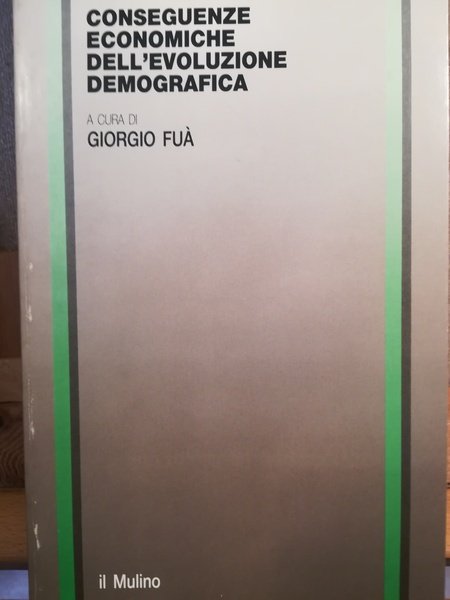 CONSEGUENZE
ECONOMICHE
DELL'EVOLUZIONE
DEMOGRAFICA
A CURA DI
GIORGIO FUÀ
il Mulino